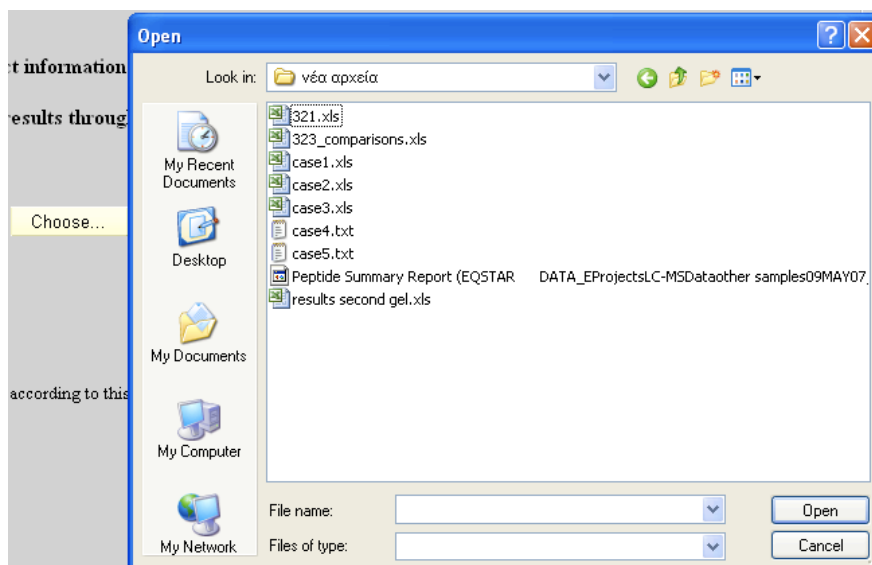 Open
t information
Look in:
νέα αρχεία
esults throug
321.xls
323_comparisons.xls
case1.xls
My Recent
Documents
case2.xls
case3.xls
Choose...
case4.txt
case5.txt
Desktop
Peptide Summary Report (EQSTAR DATA_EProjectsLC-MSDataother samples09MAY07_
results second gel.xls
My Documents
according to this
My Computer
File name:
Open
My Network
Files of type:
Cancel